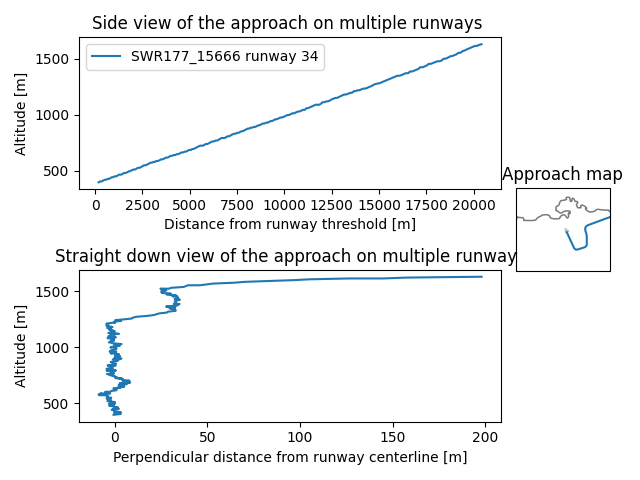 Side view of the approach on multiple runways
SWR177_15666 runway 34
Altitude [m]
1500
1000
500
0 2500 5000 7500 10000 12500 15000 17500 20000
Distance from runway threshold [m]
Approach map
Straight down view of the approach on multiple runway
Altitude [m]
1500
1000
500
0 50 100 150 200
Perpendicular distance from runway centerline [m]